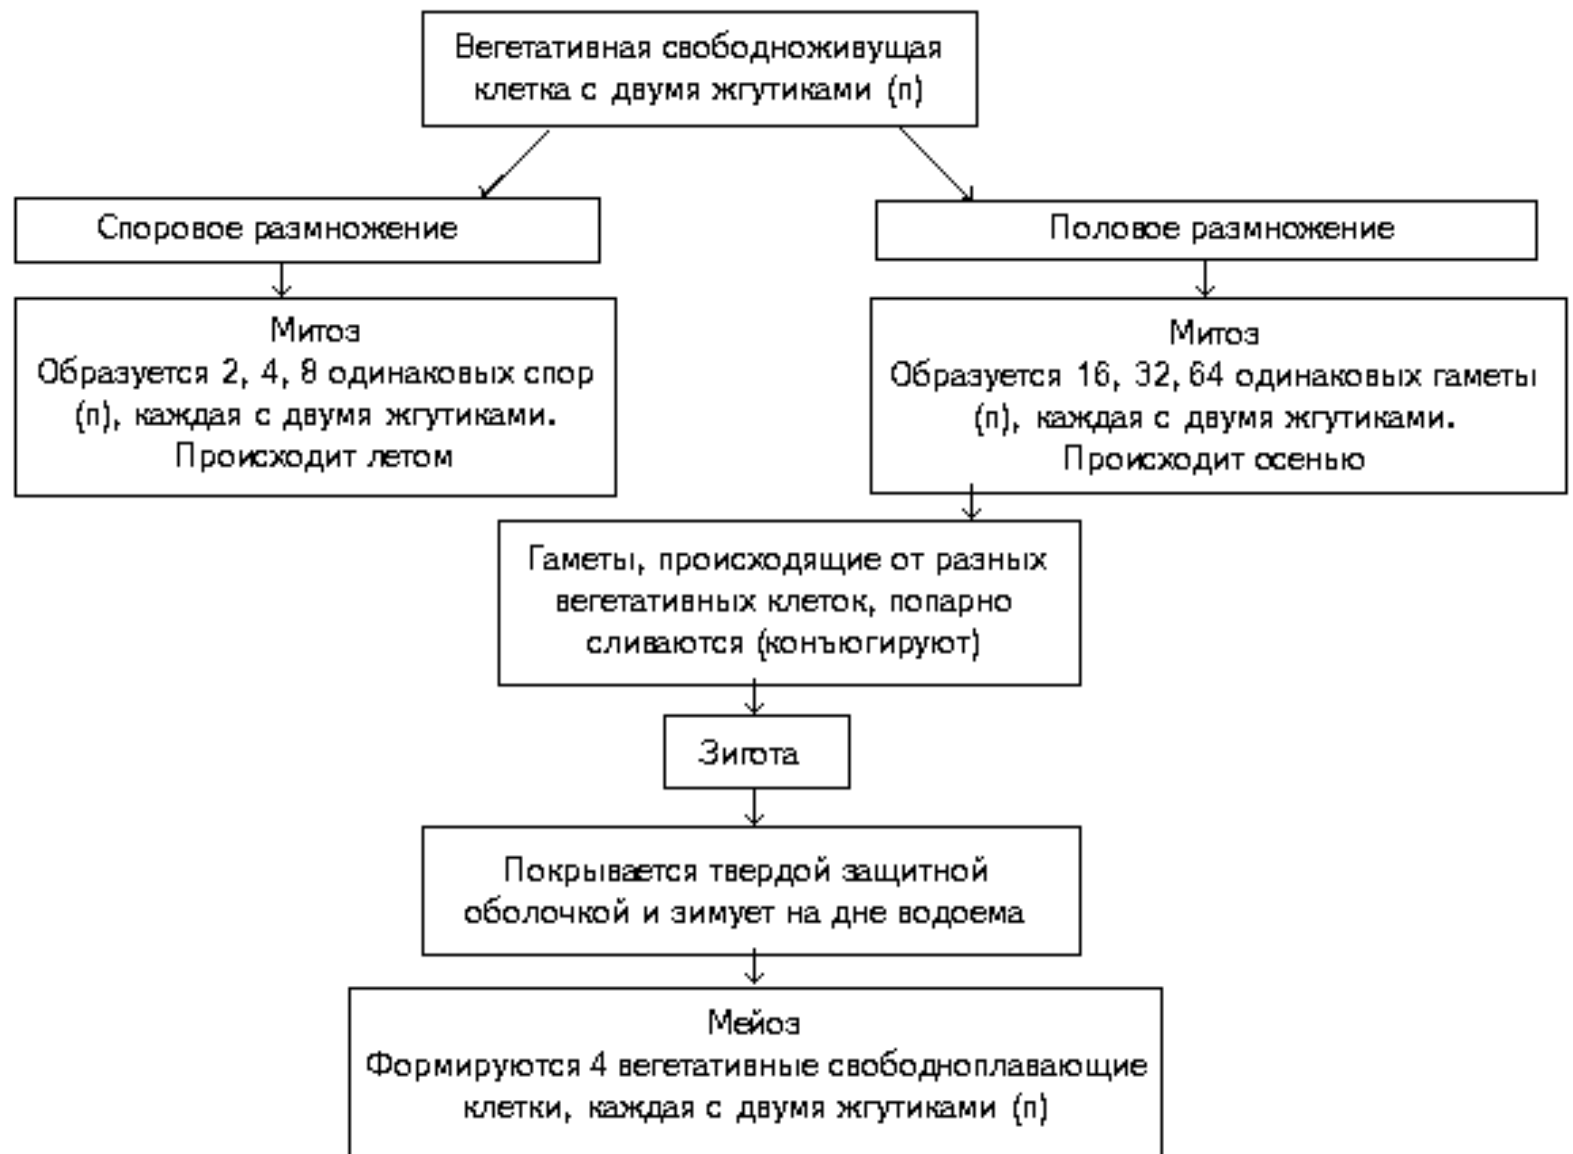 Вегетативная свободноживущая
клетка с двумя жгутиками (n)
Споровое размножение
Половое размножение
Митоз
Образуется 2, 4, 8 одинаковых спор
(n), каждая с двумя жгутиками.
Происходит летом
Митоз
Образуется 16, 32, 64 одинаковых гаметы
(n), каждая с двумя жгутиками.
Происходит осенью
Гаметы, происходящие от разных
вегетативных клеток, попарно
сливаются (конъюгируют)
Зигота
Покрывается твердой защитной
оболочкой и зимует на дне водоема
Мейоз
Формируются 4 вегетативные свободноплавающие
клетки, каждая с двумя жгутиками (n)